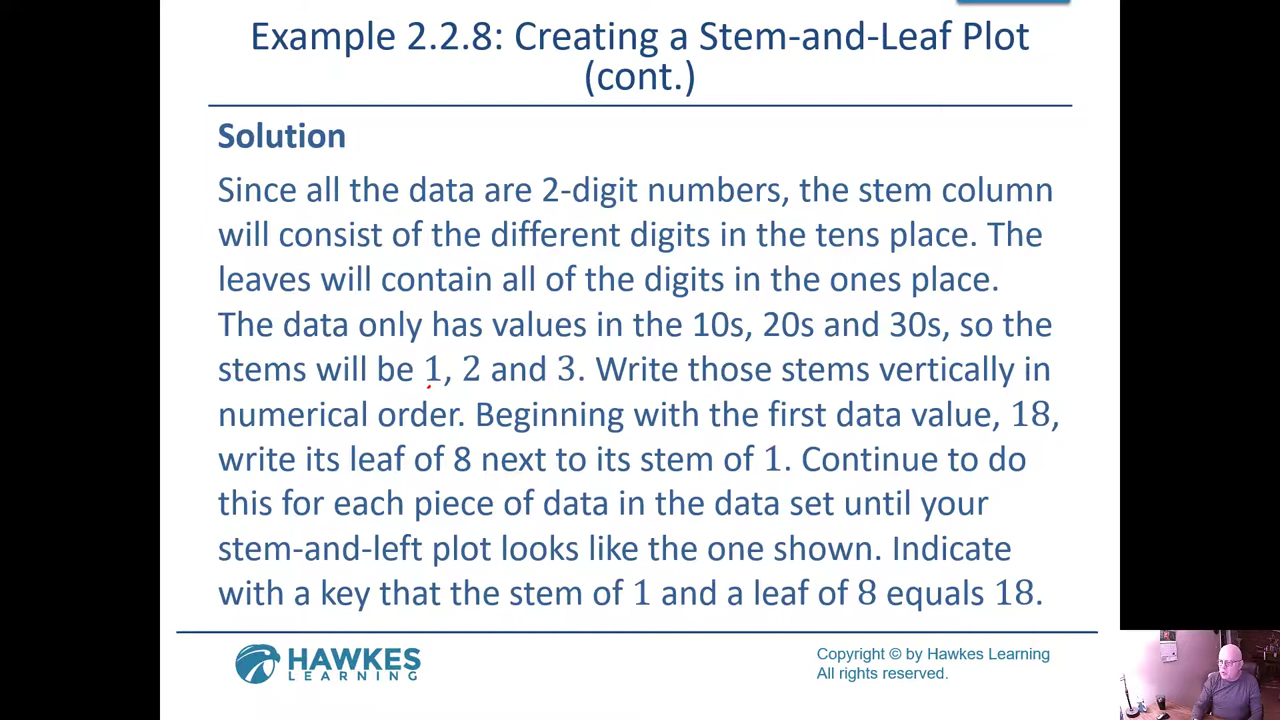 Example 2.2.8: Creating a Stem-and-Leaf Plot
(cont.)
Solution
Since all the data are 2-digit numbers, the stem column
will consist of the different digits in the tens place. The
leaves will contain all of the digits in the ones place.
The data only has values in the 10s, 20s and 30s, so the
stems will be 1, 2 and 3. Write those stems vertically in
numerical order. Beginning with the first data value, 18,
write its leaf of 8 next to its stem of 1. Continue to do
this for each piece of data in the data set until your
stem-and-left plot looks like the one shown. Indicate
with a key that the stem of 1 and a leaf of 8 equals 18.
HAWKES
LEARNING
Copyright © by Hawkes Learning
All rights reserved.